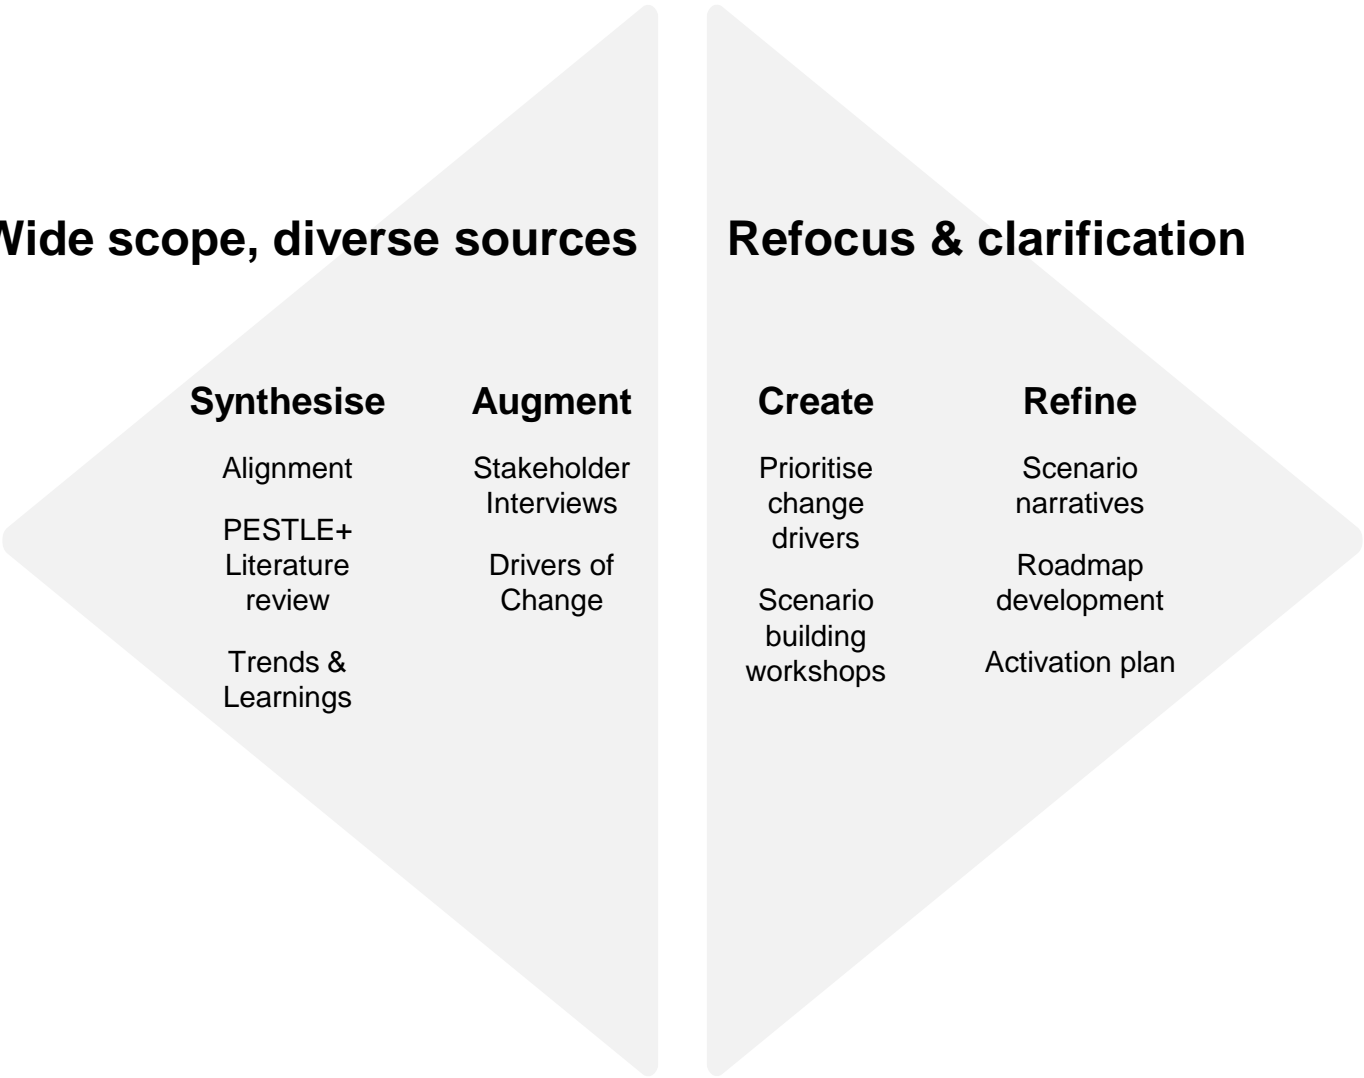 Wide scope, diverse sources
Refocus & clarification
Synthesise
Alignment
PESTLE+
Literature
review
Trends &
Learnings
Augment
Stakeholder
Interviews
Drivers of
Change
Create
Prioritise
change
drivers
Scenario
building
workshops
Refine
Scenario
narratives
Roadmap
development
Activation plan